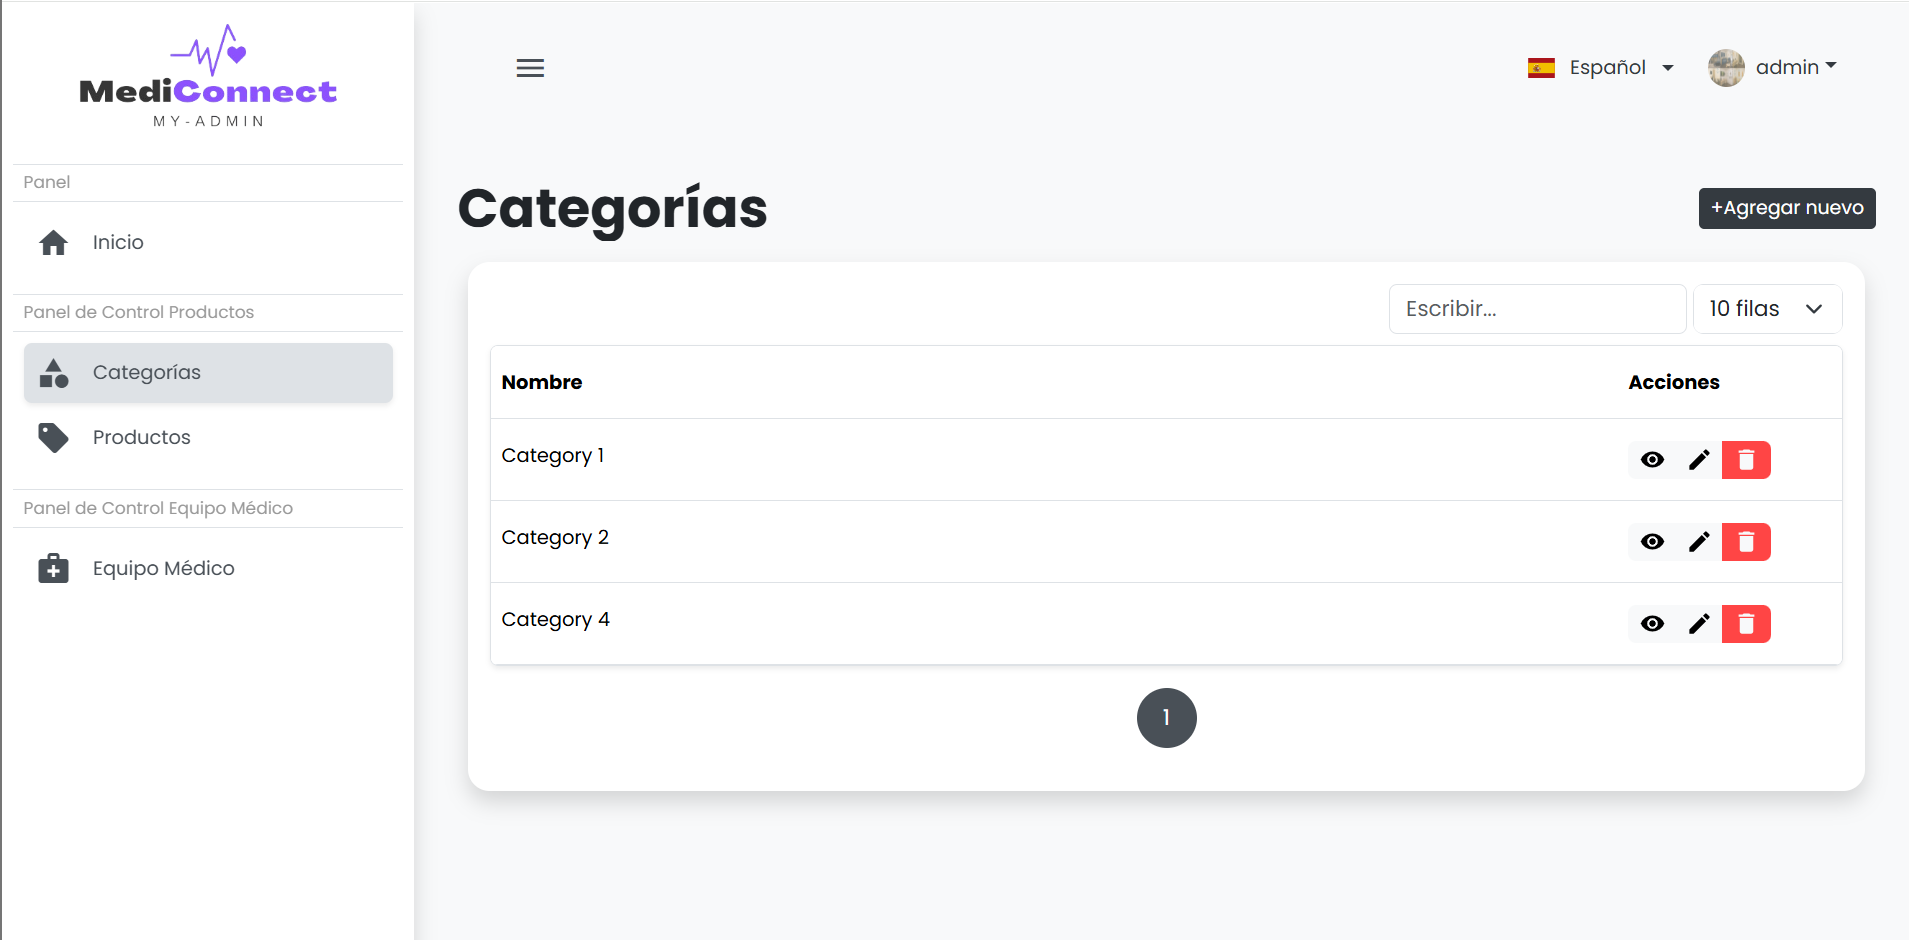 MediConnect
MY-ADMIN
Panel
Inicio
Panel de Control Productos
Categorías
Productos
Panel de Control Equipo Médico
Equipo Médico
Español
admin
Categorías
+Agregar nuevo
Escribir...
10 filas
Nombre
Acciones
Category 1
Category 2
Category 4
1